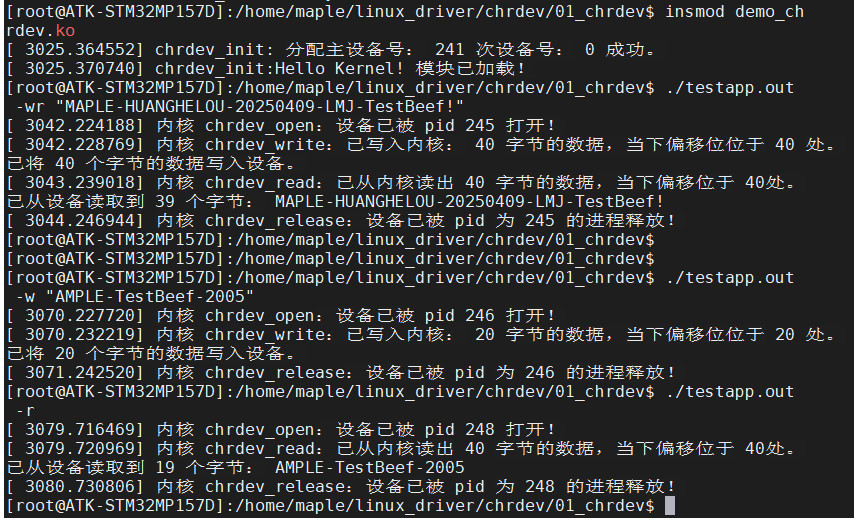 [root@ATK-STM32MP157D]:/home/maple/linux_driver/chrdev/01_chrdev$ insmod demo_ch
rdev.ko
[ 3025.364552] chrdev_init: 分配主设备号： 241 次设备号： 0 成功。
[ 3025.370740] chrdev_init:Hello Kernel! 模块已加载！
[root@ATK-STM32MP157D]:/home/maple/linux_driver/chrdev/01_chrdev$ ./testapp.out
 -wr "MAPLE-HUANGHELOU-20250409-LMJ-TestBeef!"
[ 3042.224188] 内核 chrdev_open：设备已被 pid 245 打开！
[ 3042.228769] 内核 chrdev_write：已写入内核： 40 字节的数据，当下偏移位位于 40 处。
已将 40 个字节的数据写入设备。
[ 3043.239018] 内核 chrdev_read：已从内核读出 40 字节的数据，当下偏移位于 40处。
已从设备读取到 39 个字节： MAPLE-HUANGHELOU-20250409-LMJ-TestBeef!
[ 3044.246944] 内核 chrdev_release：设备已被 pid 为 245 的进程释放！
[root@ATK-STM32MP157D]:/home/maple/linux_driver/chrdev/01_chrdev$
[root@ATK-STM32MP157D]:/home/maple/linux_driver/chrdev/01_chrdev$
[root@ATK-STM32MP157D]:/home/maple/linux_driver/chrdev/01_chrdev$ ./testapp.out
 -w "AMPLE-TestBeef-2005"
[ 3070.227720] 内核 chrdev_open：设备已被 pid 246 打开！
[ 3070.232219] 内核 chrdev_write：已写入内核： 20 字节的数据，当下偏移位位于 20 处。
已将 20 个字节的数据写入设备。
[ 3071.242520] 内核 chrdev_release：设备已被 pid 为 246 的进程释放！
[root@ATK-STM32MP157D]:/home/maple/linux_driver/chrdev/01_chrdev$ ./testapp.out
 -r
[ 3079.716469] 内核 chrdev_open：设备已被 pid 248 打开！
[ 3079.720969] 内核 chrdev_read：已从内核读出 40 字节的数据，当下偏移位于 40处。
已从设备读取到 19 个字节： AMPLE-TestBeef-2005
[ 3080.730806] 内核 chrdev_release：设备已被 pid 为 248 的进程释放！
[root@ATK-STM32MP157D]:/home/maple/linux_driver/chrdev/01_chrdev$